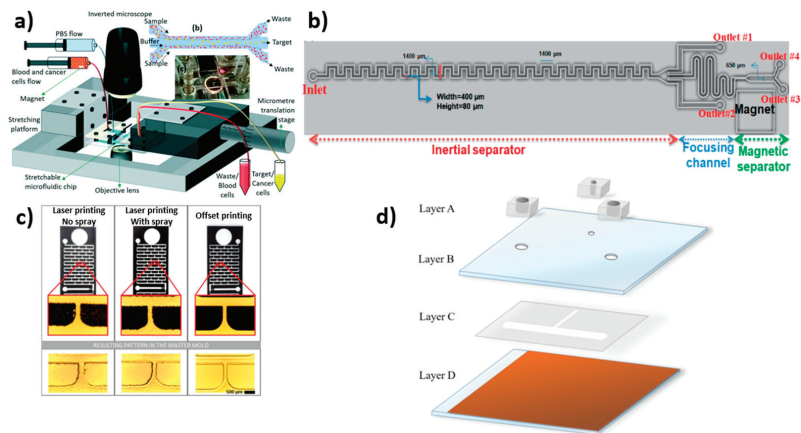 a)
Inverted microscope
PBS flow
Blood and cancer
cells flow
Magnet
Stretching
platform
Stretchable
microfluidic chip
Objective lens
Sample
Buffer
Sample
(b)
Waste
Target
Waste
Micrometre
translation
stage
Waste/
Blood
cells
Target/
Cancer
cells
b)
Inlet
1400 µm
1400 µm
Width=400 µm
Height=80 µm
Outlet #1
Outlet#2
650 µm
Outlet #4
Outlet #3
Magnet
Inertial separator
Focusing
channel
Magnetic
separator
c)
Laser printing
No spray
Laser printing
With spray
Offset printing
RESULTING PATTERN IN THE MASTER MOLD
500 µm
d)
Layer A
Layer B
Layer C
Layer D